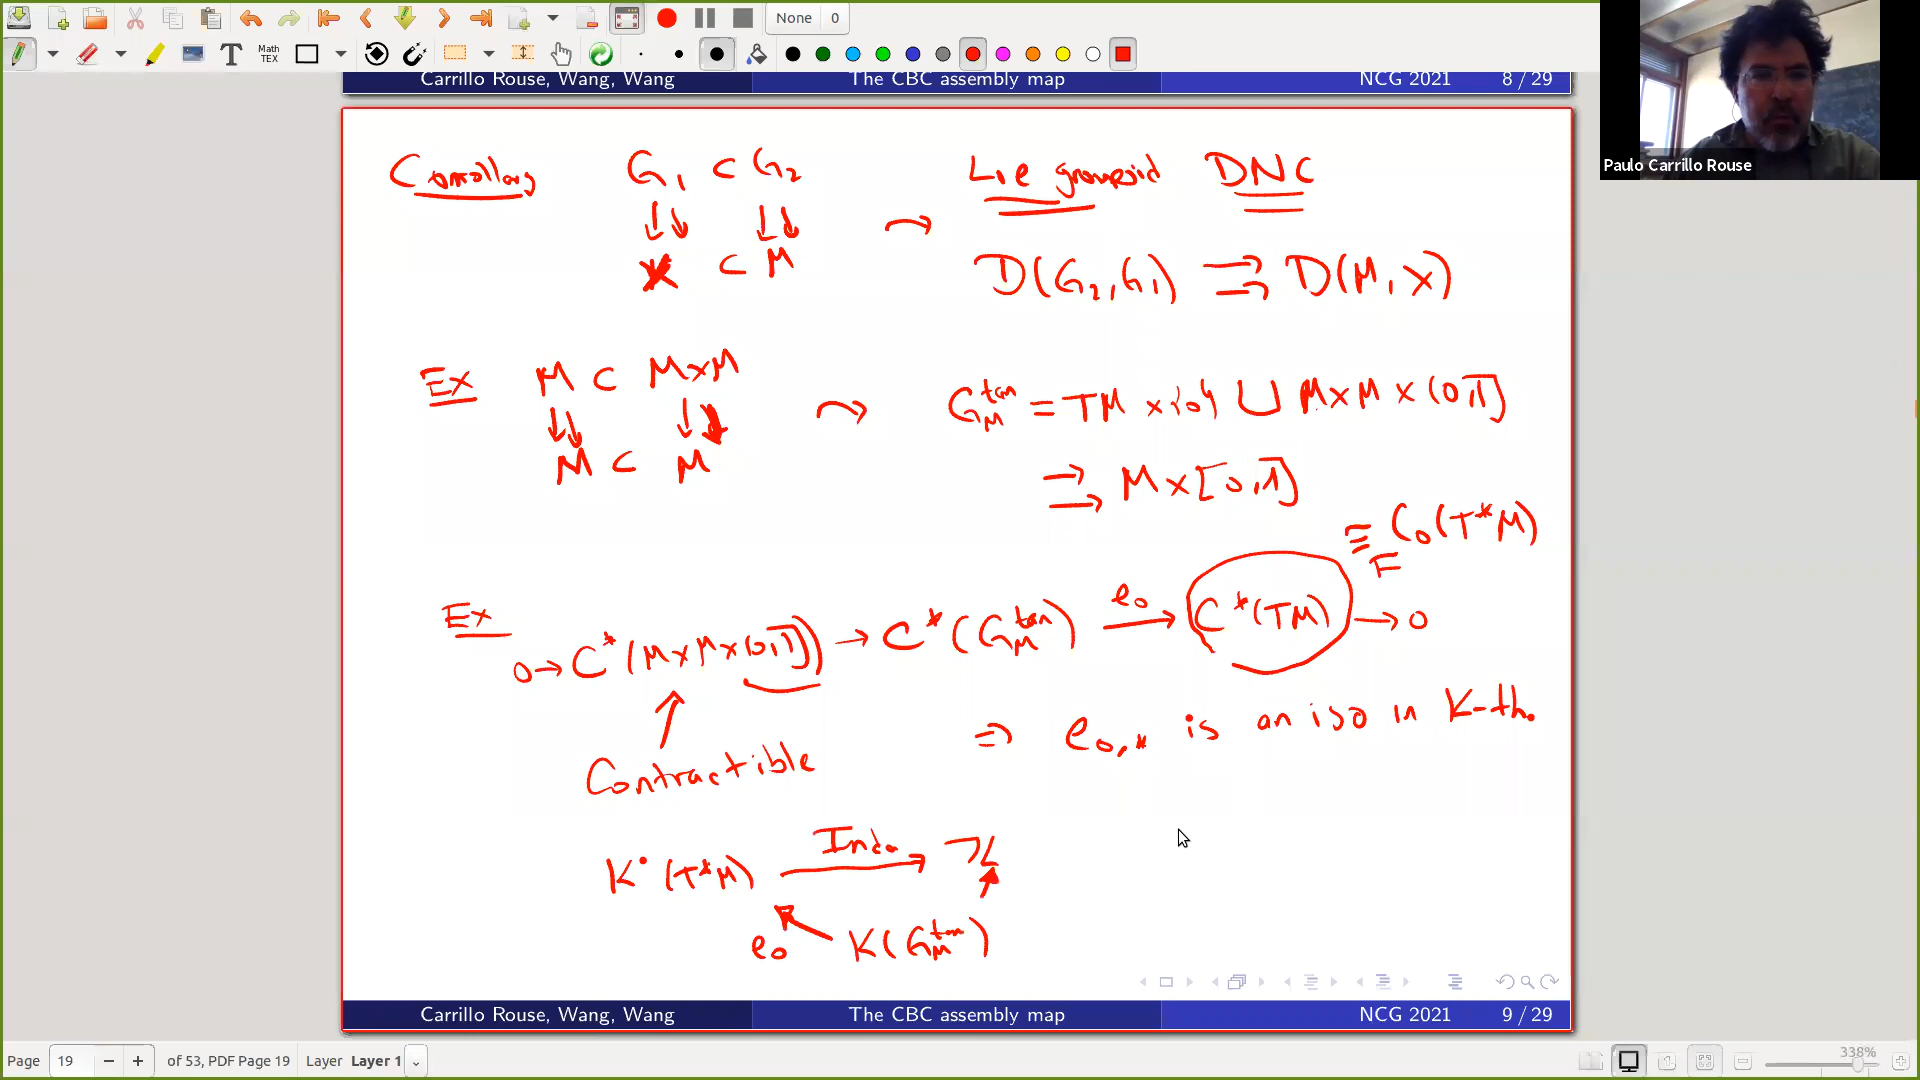 None 0
Math
TEX
Paulo Carrillo Rouse
Carrillo Rouse, Wang, Wang The CBC assembly map NCG 2021 8 / 29
Corollary G₁ ⊂ G₂ Lie groupoid DNC
⇊ ⇊ ⇝
X ⊂ M D(G₂,G₁) ⇉ D(M,X)
Ex M ⊂ M×M
⇊ ⇊ ⇝ G_M^tan = TM × {0} ⊔ M×M×(0,1]
M ⊂ M ⇉ M×[0,1]
≅ C₀(T*M)
F
Ex 0 → C*(M×M×(0,1]) → C*(G_M^tan) —e₀→ C*(TM) → 0
↑
Contractible ⇒ e₀,* is an iso in K-th.
K⁰(T*M) —Ind_a→ ℤ
e₀ K(G_M^tan)
Carrillo Rouse, Wang, Wang The CBC assembly map NCG 2021 9 / 29
Page 19 − + of 53, PDF Page 19 Layer Layer 1 338%